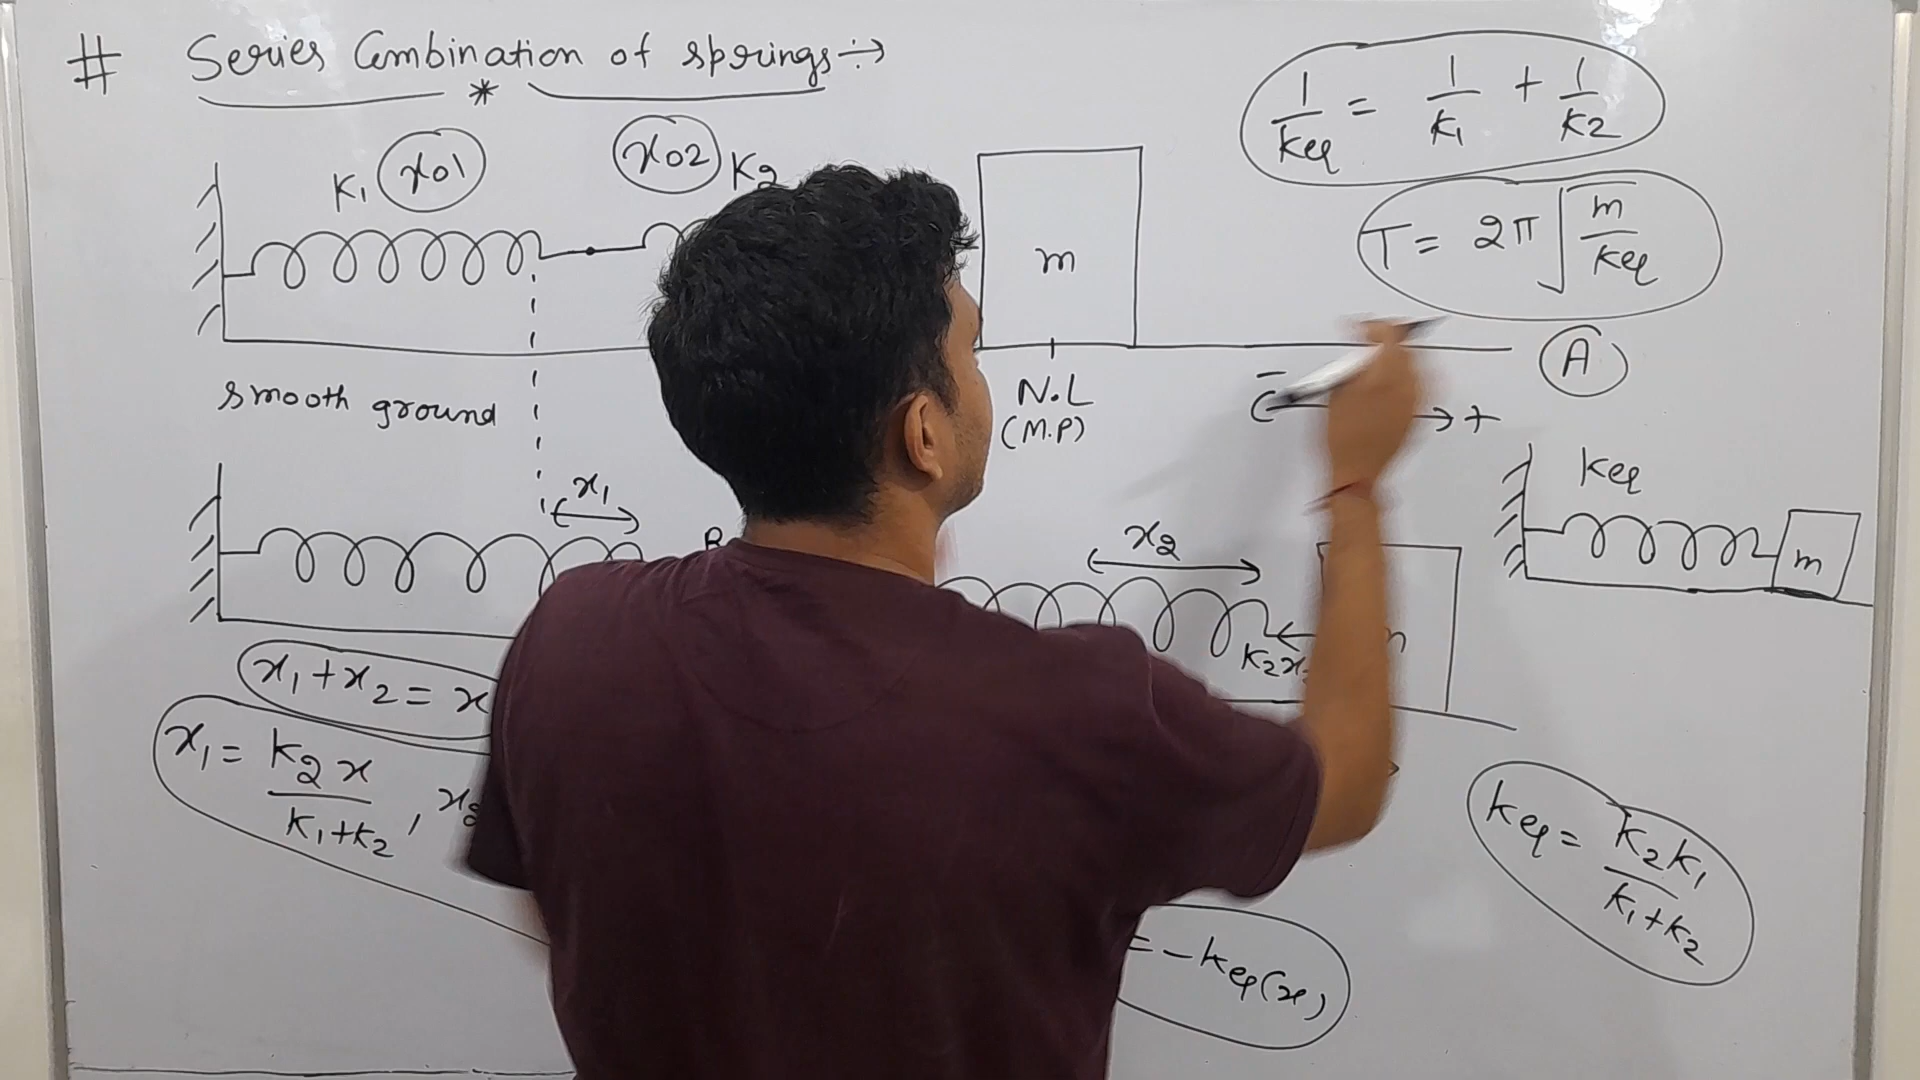 # Series Combination of springs ÷→
*
1/Keq = 1/K1 + 1/K2
T = 2π √(m/Keq)
K1 x01 x02 K2
m
A
smooth ground
N.L
(M.P)
- +
Keq
m
x1
x2
K2x
x1 + x2 = x
x1 = K2x/(K1+K2) ,
Keq = K2K1/(K1+K2)
= -Keq(x)